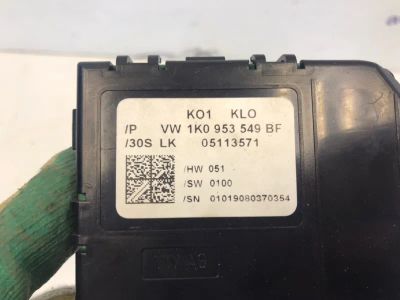 KO1 KLO
/P VW 1K0 953 549 BF
/30S LK 05113571
/HW 051
/SW 0100
/SN 01019080370354